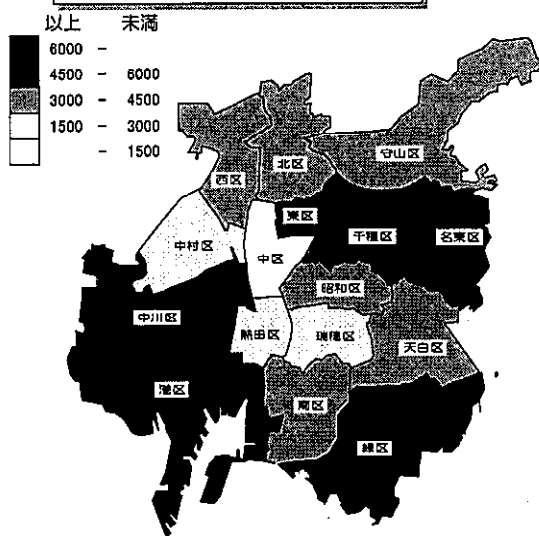 以上 未満
6000 -
4500 - 6000
3000 - 4500
1500 - 3000
- 1500
守山区
北区
西区
東区
千種区
名東区
中村区
中区
昭和区
中川区
熱田区
瑞穂区
天白区
港区
南区
緑区